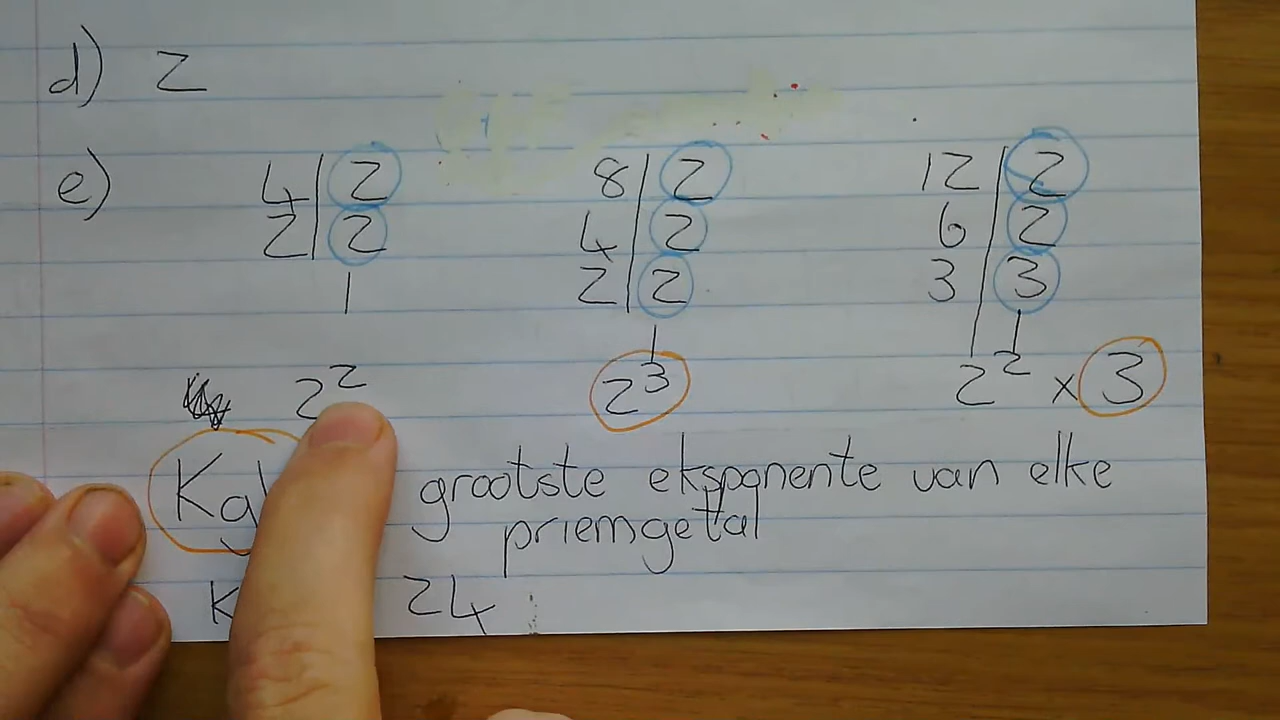 d) 2
e) 4 | 2 8 | 2 12 | 2
2 | 2 4 | 2 6 | 2
1 2 | 2 3 | 3
1 1
2² 2³ 2² × 3
grootste eksponente van elke
priemgetal
24